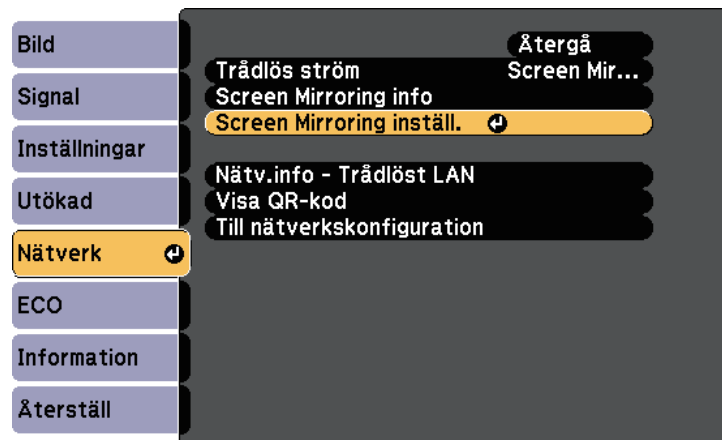 Bild
Signal
Inställningar
Utökad
Nätverk
ECO
Information
Återställ
Återgå
Trådlös ström Screen Mir...
Screen Mirroring info
Screen Mirroring inställ.
Nätv.info - Trådlöst LAN
Visa QR-kod
Till nätverkskonfiguration